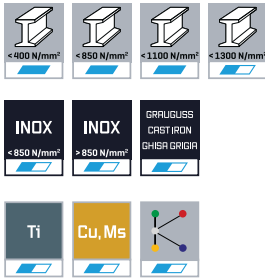 <400 N/mm²
<850 N/mm²
<1100 N/mm²
<1300 N/mm²
INOX
<850 N/mm²
INOX
>850 N/mm²
GRAUGUSS
CAST IRON
GHISA GRIGIA
Ti
Cu, Ms